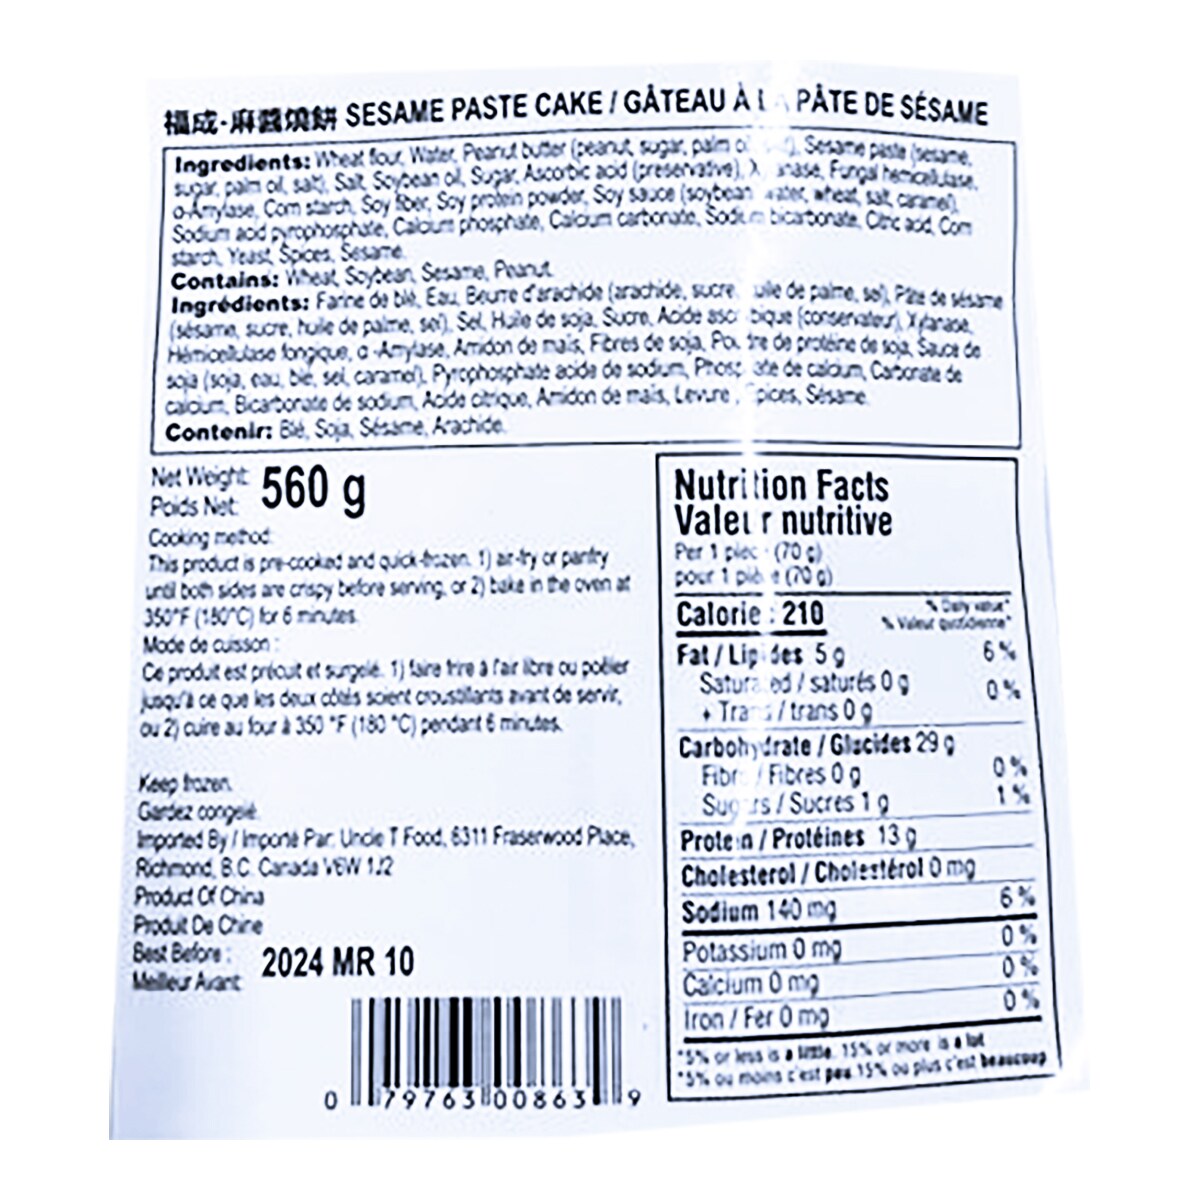 福成-麻醬燒餅 SESAME PASTE CAKE / GÂTEAU À PÂTE DE SÉSAME
Ingredients: Wheat flour, Water, Peanut butter (peanut, sugar, palm Sesame paste (sesame,
sugar, palm oil, salt), Salt, Soybean oil, Sugar, Ascorbic acid (preservative), Fungal hemicellulase,
α-Amylase, Corn starch, Soy fiber, Soy protein powder, Soy sauce (soybean wheat, salt, caramel),
Sodium acid pyrophosphate, Calcium phosphate, Calcium carbonate, Sodium bicarbonate, Citric acid, Corn
starch, Yeast, Spices, Sesame.
Contains: Wheat, Soybean, Sesame, Peanut.
Ingrédients: Farine de blé, Eau, Beurre d'arachide (arachide, sucre, de palme, sel), Pâte de sésame
(sésame, sucre, huile de palme, sel), Sel, Huile de soja, Sucre, Acide (conservateur), Xylanase,
Hémicellulase fongique, α -Amylase, Amidon de maïs, Fibres de soja, de protéine de soja, Sauce de
soja (soja, eau, blé, sel, caramel), Pyrophosphate acide de sodium, de calcium, Carbonate de
calcium, Bicarbonate de sodium, Acide citrique, Amidon de maïs, Levure , Sésame.
Contenir: Blé, Soja, Sésame, Arachide.
Net Weight:
Poids Net:
560 g
Cooking method:
This product is pre-cooked and quick-frozen. 1) air-fry or panfry
until both sides are crispy before serving, or 2) bake in the oven at
350°F (180°C) for 6 minutes.
Mode de cuisson :
Ce produit est précuit et surgelé. 1) faire frire à l'air libre ou poêler
jusqu'à ce que les deux côtés soient croustillants avant de servir,
ou 2) cuire au four à 350 °F (180 °C) pendant 6 minutes.
Keep frozen.
Gardez congelé.
Imported By / Importé Par: Uncle T Food, 6311 Fraserwood Place,
Richmond, B.C. Canada V6W 1J2
Product Of China
Produit De Chine
Best Before :
Meilleur Avant:
2024 MR 10
0 79763 00863 9
Nutrition Facts
Valeur nutritive
Per 1 piece (70 g)
pour 1 pièce (70 g)
Calories 210
% Daily value*
% Valeur quotidienne*
Fat / Lipides 5 g 6 %
Saturated / saturés 0 g 0 %
+ Trans / trans 0 g
Carbohydrate / Glucides 29 g
Fibre / Fibres 0 g 0 %
Sugars / Sucres 1 g 1 %
Protein / Protéines 13 g
Cholesterol / Cholestérol 0 mg
Sodium 140 mg 6 %
Potassium 0 mg 0 %
Calcium 0 mg 0 %
Iron / Fer 0 mg 0 %
*5% or less is a little. 15% or more is a lot
*5% ou moins c'est peu 15% ou plus c'est beaucoup